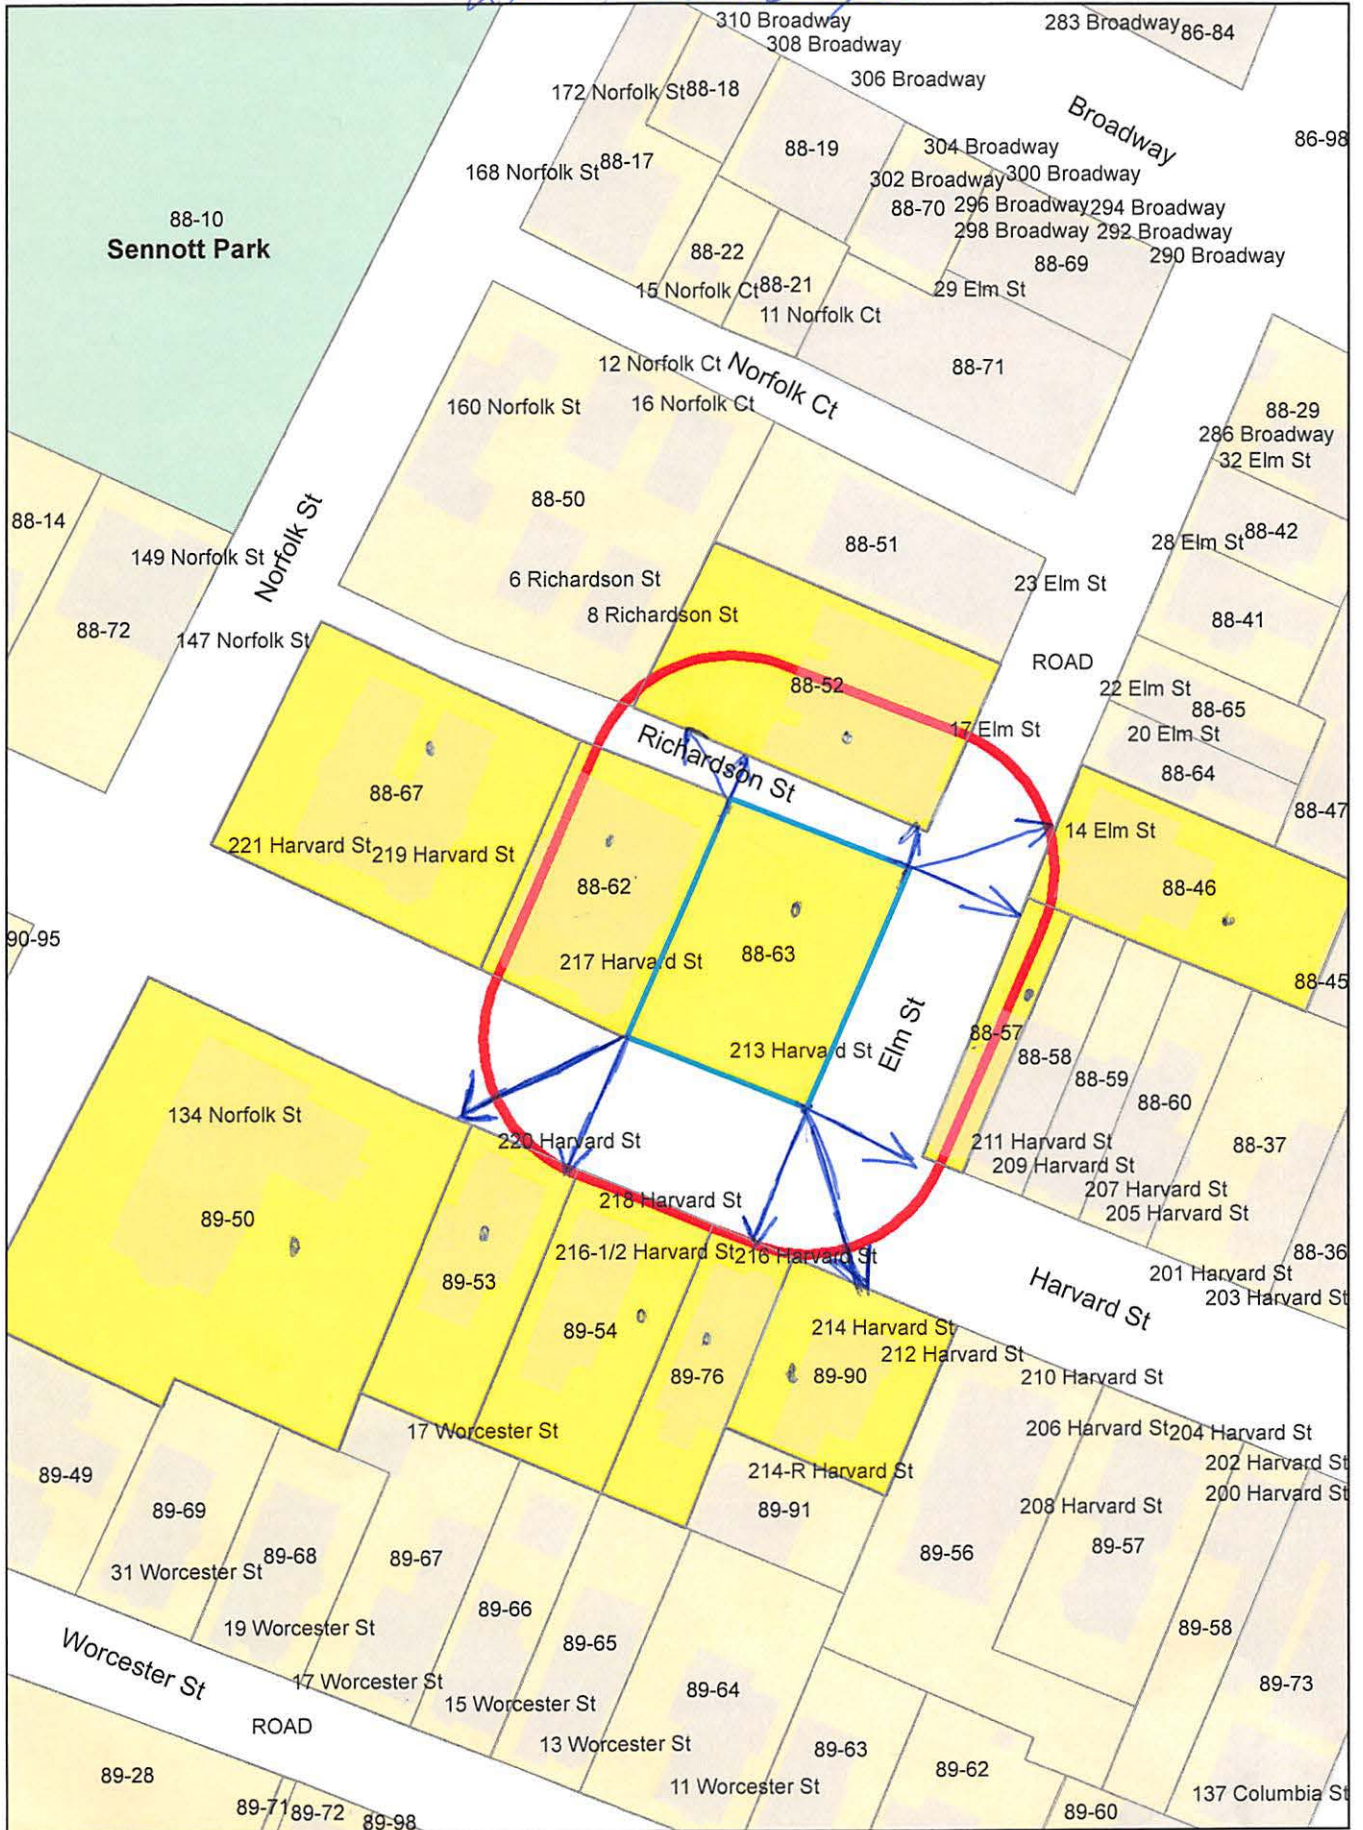 310 Broadway
283 Broadway
86-84
308 Broadway
306 Broadway
172 Norfolk St
88-18
Broadway
86-98
88-19
304 Broadway
88-17
168 Norfolk St
302 Broadway
300 Broadway
88-70
296 Broadway
294 Broadway
88-10
Sennott Park
298 Broadway
292 Broadway
88-22
290 Broadway
88-69
15 Norfolk Ct
88-21
29 Elm St
11 Norfolk Ct
12 Norfolk Ct
Norfolk Ct
88-71
160 Norfolk St
16 Norfolk Ct
88-29
286 Broadway
32 Elm St
88-50
88-14
Norfolk St
88-51
28 Elm St
88-42
149 Norfolk St
6 Richardson St
23 Elm St
8 Richardson St
88-41
88-72
147 Norfolk St
ROAD
88-52
22 Elm St
88-65
17 Elm St
20 Elm St
Richardson St
88-64
88-67
88-47
221 Harvard St
219 Harvard St
14 Elm St
88-62
88-46
90-95
217 Harvard St
88-63
88-45
88-57
213 Harvard St
Elm St
88-58
88-59
88-60
134 Norfolk St
220 Harvard St
211 Harvard St
88-37
209 Harvard St
218 Harvard St
207 Harvard St
205 Harvard St
89-50
216-1/2 Harvard St
216 Harvard St
88-36
89-53
201 Harvard St
Harvard St
203 Harvard St
89-54
214 Harvard St
212 Harvard St
89-76
89-90
210 Harvard St
17 Worcester St
206 Harvard St
204 Harvard St
202 Harvard St
89-49
214-R Harvard St
200 Harvard St
89-69
89-91
208 Harvard St
89-68
89-67
89-56
89-57
31 Worcester St
89-66
19 Worcester St
89-65
89-58
Worcester St
17 Worcester St
89-64
89-73
15 Worcester St
ROAD
13 Worcester St
89-63
89-62
89-28
11 Worcester St
137 Columbia St
89-71
89-72
89-98
89-60